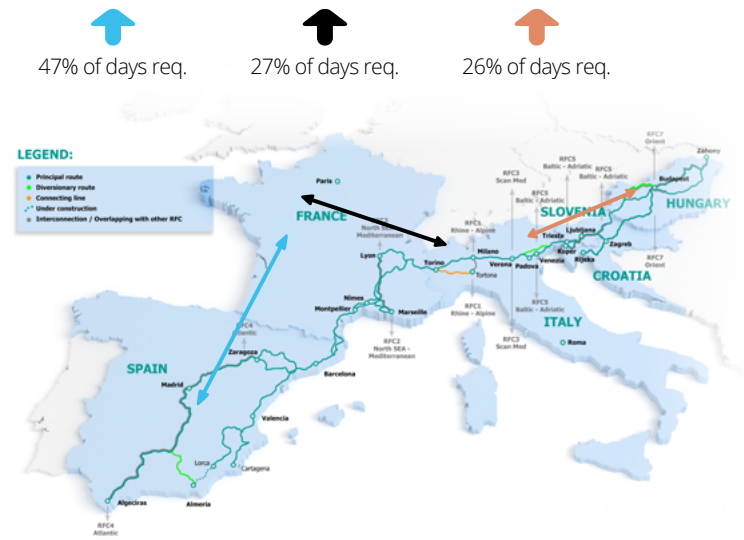 47% of days req.
27% of days req.
26% of days req.
LEGEND:
Principal route
Diversionary route
Connecting line
Under construction
Interconnection / Overlapping with other RFC
RFC7
Orient
Záhony
RFC3
Scan Med
RFC5
Baltic - Adriatic
RFC5
Baltic - Adriatic
RFC5
Baltic - Adriatic
Budapest
HUNGARY
Paris
FRANCE
North SEA -
Mediterranean
RFC1
Rhine - Alpine
SLOVENIA
Ljubljana
Trieste
Koper
Zagreb
Rijeka
Lyon
Torino
Milano
Verona
Padova
Venezia
Tortona
RFC7
Orient
CROATIA
Nimes
Montpellier
Marseille
RFC1
Rhine - Alpine
RFC5
Baltic - Adriatic
ITALY
RFC4
Atlantic
RFC2
North SEA -
Mediterranean
RFC3
Scan Med
Roma
Zaragoza
SPAIN
Madrid
Barcelona
Valencia
Lorca
Cartagena
Algeciras
Almería
RFC4
Atlantic